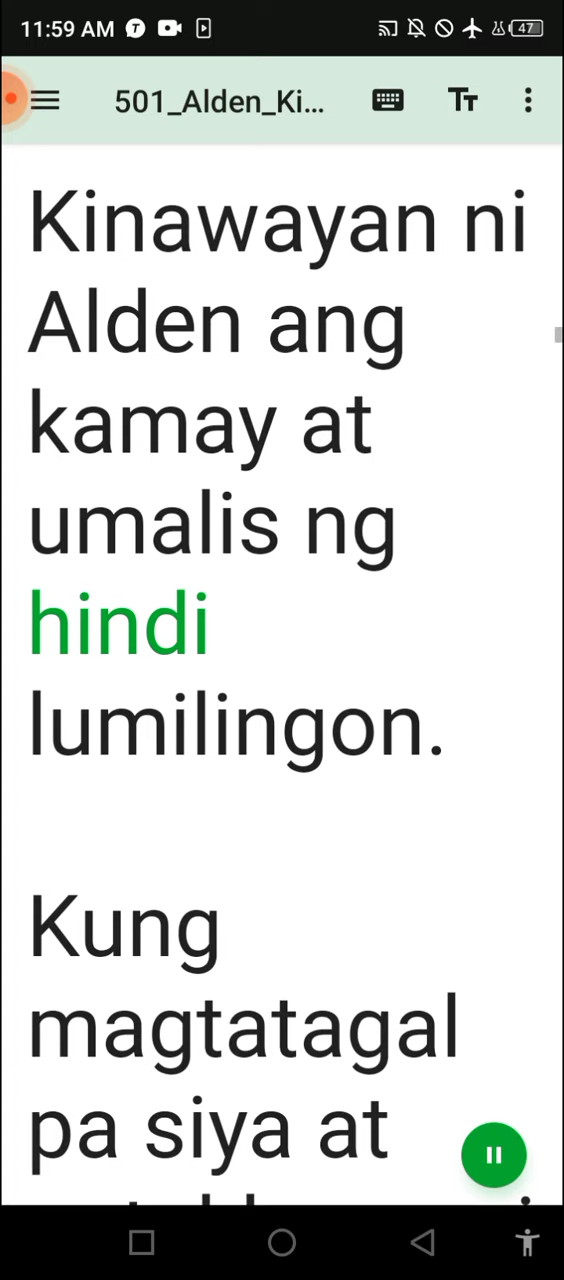 11:59 AM
47
501_Alden_Ki...
Kinawayan ni
Alden ang
kamay at
umalis ng
hindi
lumilingon.
Kung
magtatagal
pa siya at